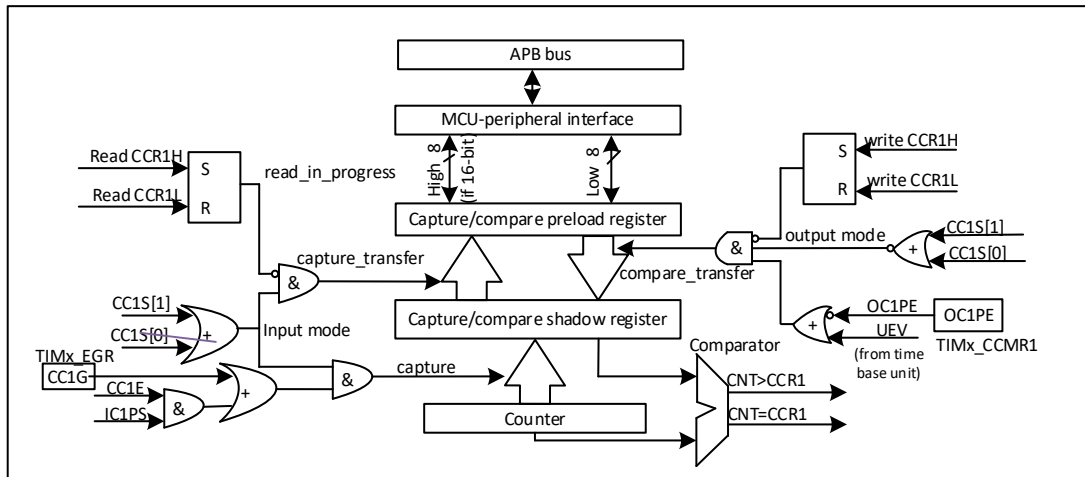 APB bus
MCU-peripheral interface
High 8
(if 16-bit)
Low 8
Read CCR1H
Read CCR1L
S
R
read_in_progress
S
R
write CCR1H
write CCR1L
Capture/compare preload register
&
capture_transfer
compare_transfer
&
output mode
+
CC1S[1]
CC1S[0]
CC1S[1]
CC1S[0]
+
Input mode
Capture/compare shadow register
+
OC1PE
UEV
(from time
base unit)
OC1PE
TIMx_CCMR1
TIMx_EGR
CC1G
CC1E
IC1PS
&
+
&
capture
Counter
Comparator
CNT>CCR1
CNT=CCR1